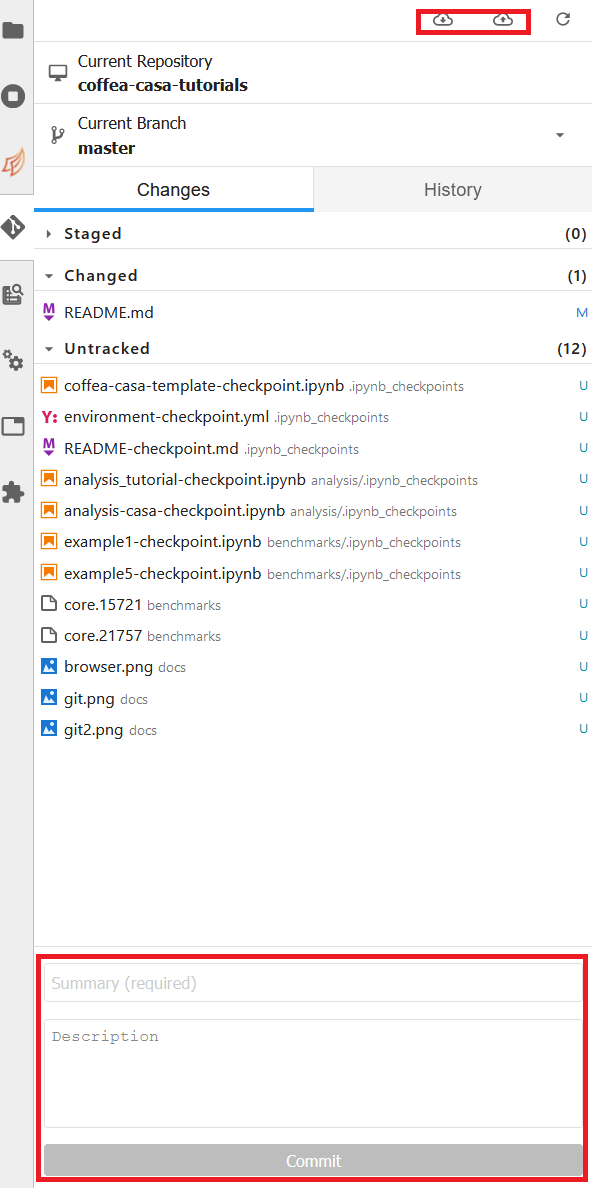 Current Repository
coffea-casa-tutorials
Current Branch
master
Changes History
Staged (0)
Changed (1)
README.md M
Untracked (12)
coffea-casa-template-checkpoint.ipynb .ipynb_checkpoints U
Y: environment-checkpoint.yml .ipynb_checkpoints U
README-checkpoint.md .ipynb_checkpoints U
analysis_tutorial-checkpoint.ipynb analysis/.ipynb_checkpoints U
analysis-casa-checkpoint.ipynb analysis/.ipynb_checkpoints U
example1-checkpoint.ipynb benchmarks/.ipynb_checkpoints U
example5-checkpoint.ipynb benchmarks/.ipynb_checkpoints U
core.15721 benchmarks U
core.21757 benchmarks U
browser.png docs U
git.png docs U
git2.png docs U
Summary (required)
Description
Commit